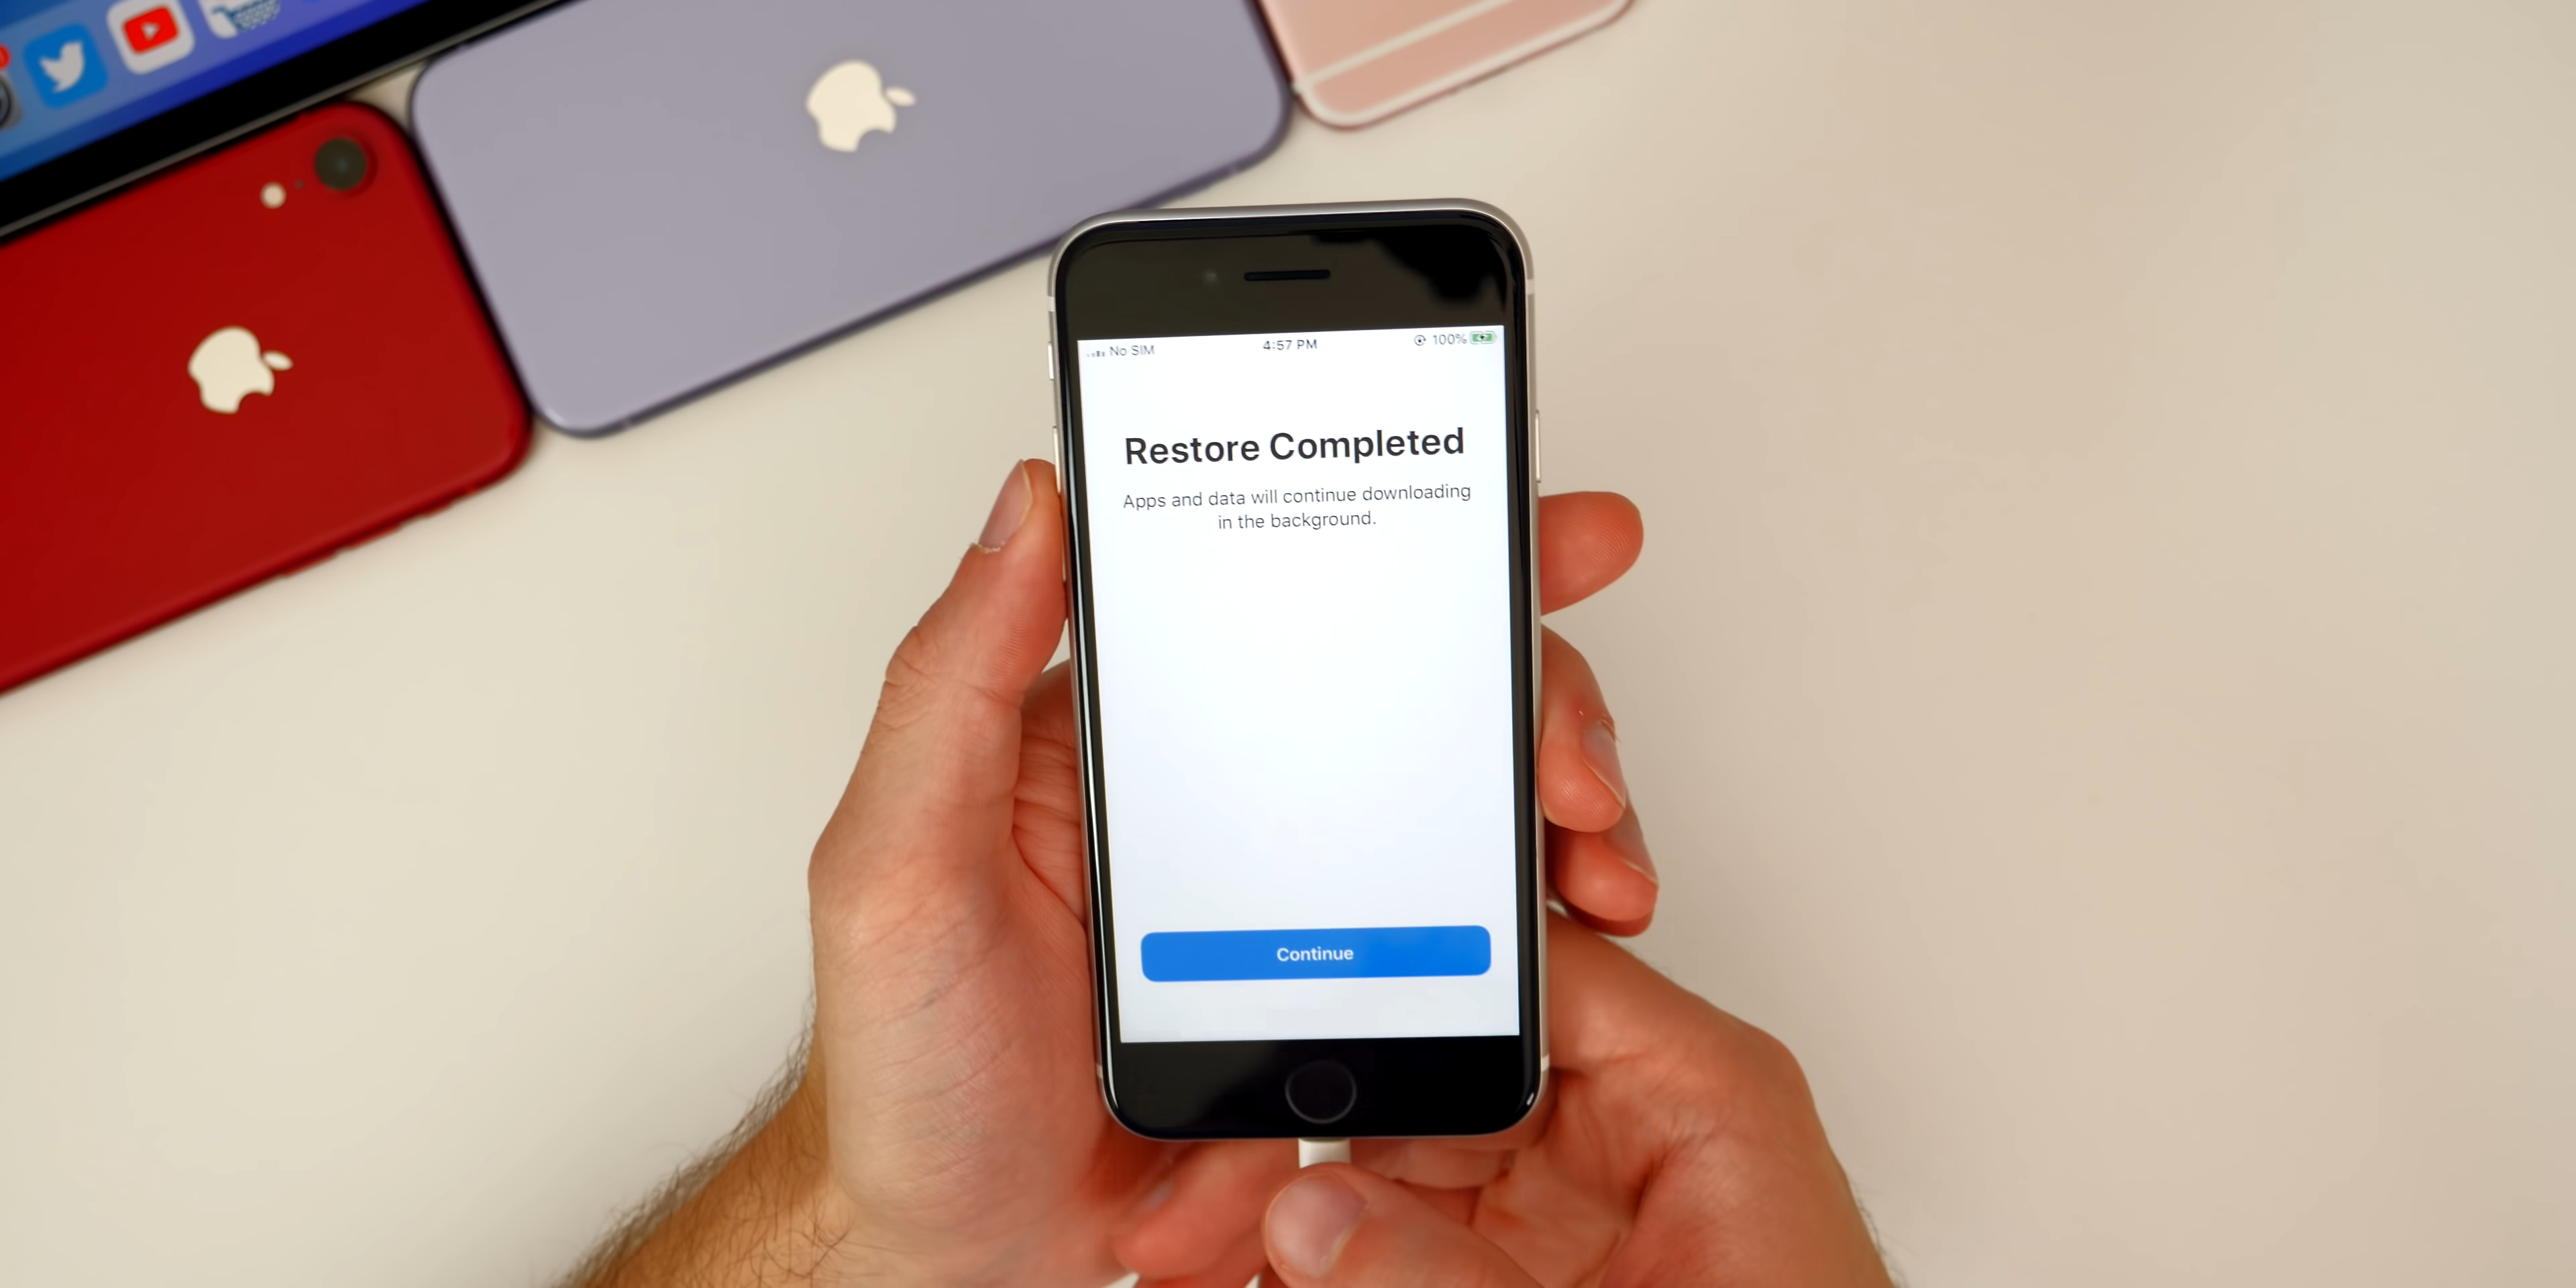 No SIM 4:57 PM 100%
Restore Completed
Apps and data will continue downloading
in the background.
Continue